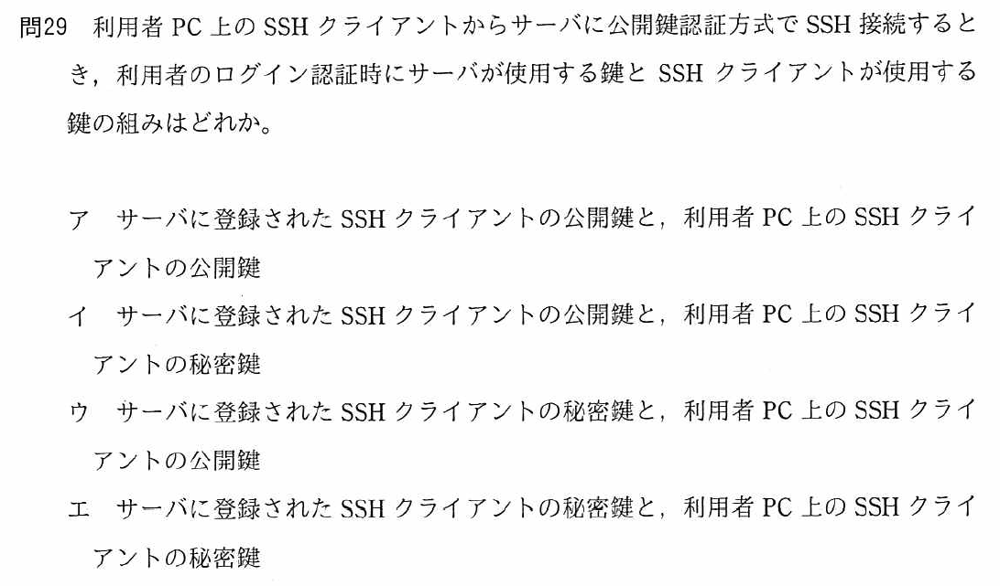 問29 利用者 PC 上の SSH クライアントからサーバに公開鍵認証方式で SSH 接続すると
き，利用者のログイン認証時にサーバが使用する鍵と SSH クライアントが使用する
鍵の組みはどれか。
ア サーバに登録された SSH クライアントの公開鍵と，利用者 PC 上の SSH クライ
アントの公開鍵
イ サーバに登録された SSH クライアントの公開鍵と，利用者 PC 上の SSH クライ
アントの秘密鍵
ウ サーバに登録された SSH クライアントの秘密鍵と，利用者 PC 上の SSH クライ
アントの公開鍵
エ サーバに登録された SSH クライアントの秘密鍵と，利用者 PC 上の SSH クライ
アントの秘密鍵